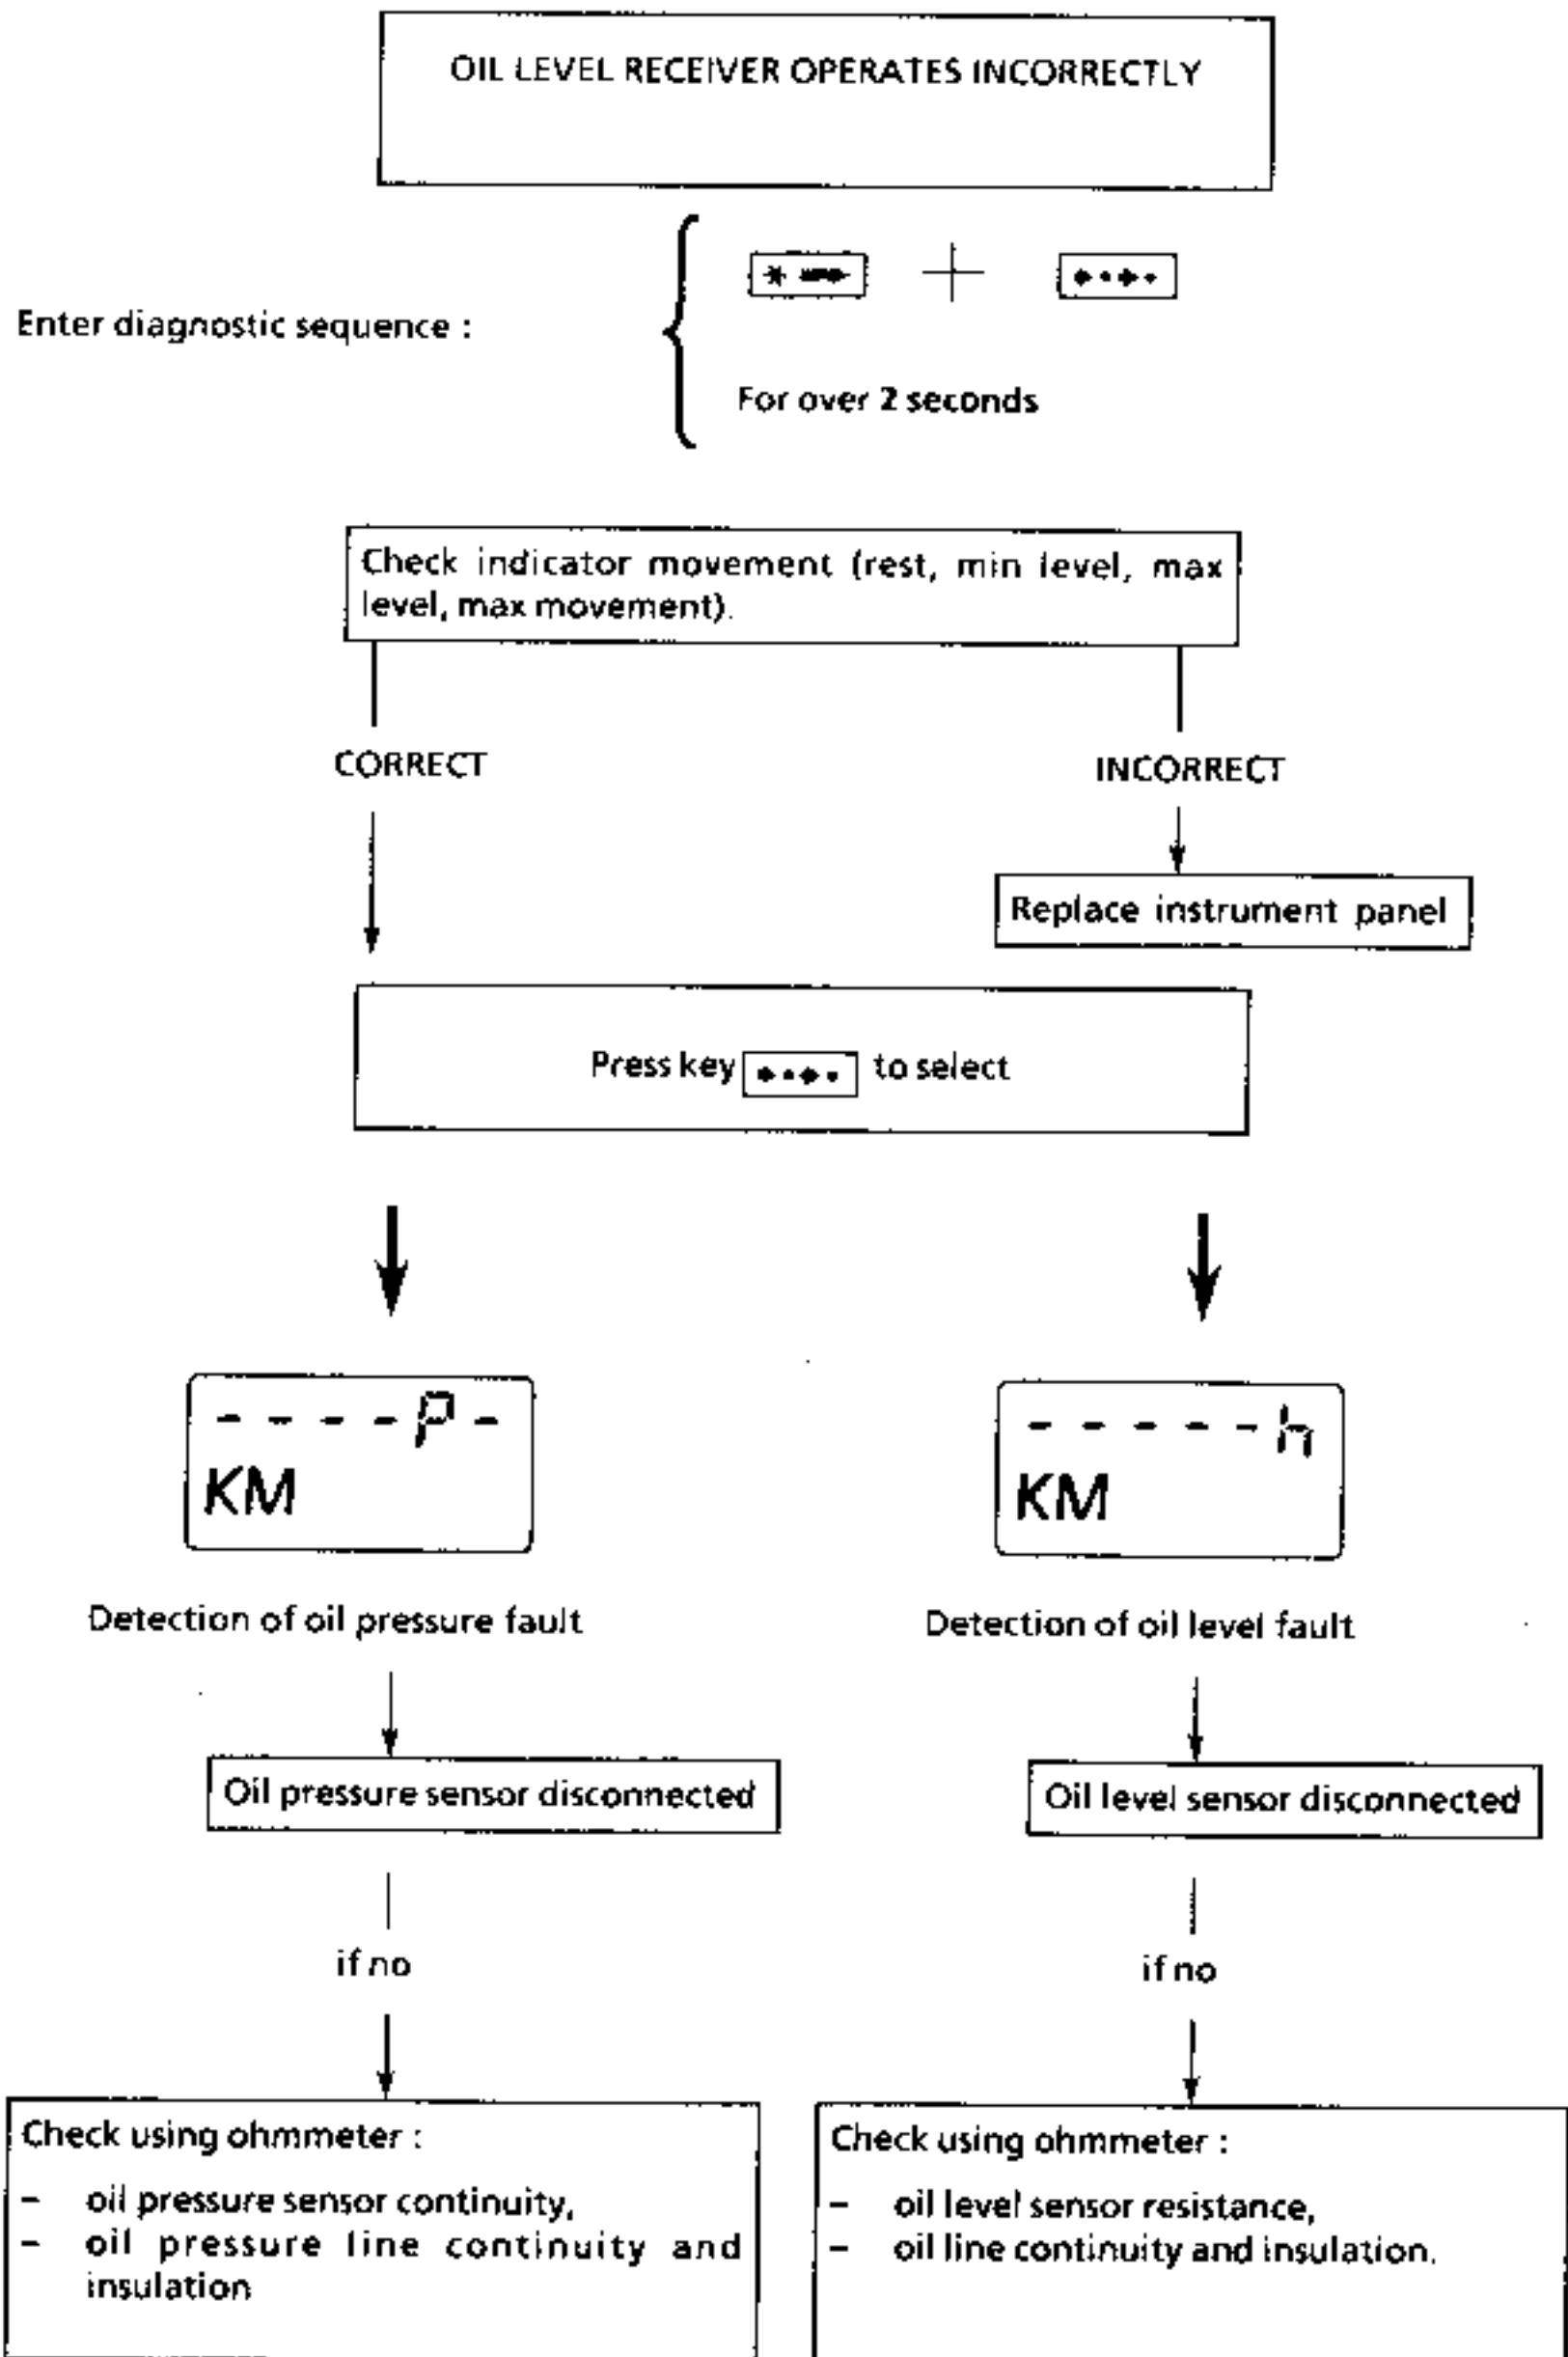 OIL LEVEL RECEIVER OPERATES INCORRECTLY
Enter diagnostic sequence :
+
For over 2 seconds
Check indicator movement (rest, min level, max
level, max movement).
CORRECT
INCORRECT
Replace instrument panel
Press key to select
- - - - P -
KM
- - - - - h
KM
Detection of oil pressure fault
Detection of oil level fault
Oil pressure sensor disconnected
Oil level sensor disconnected
if no
if no
Check using ohmmeter :
- oil pressure sensor continuity,
- oil pressure line continuity and
insulation
Check using ohmmeter :
- oil level sensor resistance,
- oil line continuity and insulation.